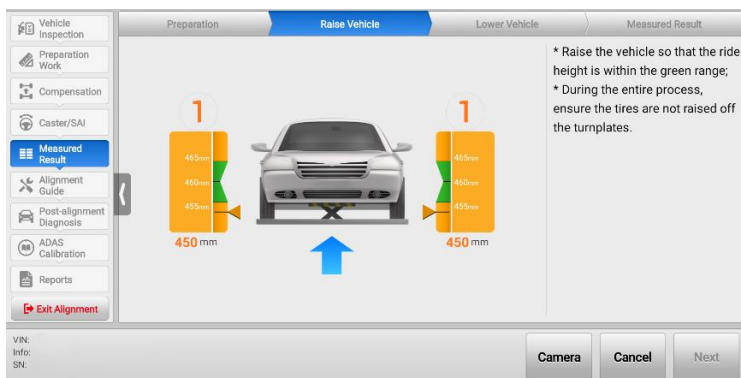 Vehicle
Inspection
Preparation
Work
Compensation
Caster/SAI
Measured
Result
Alignment
Guide
Post-alignment
Diagnosis
ADAS
Calibration
Reports
Exit Alignment
Preparation
Raise Vehicle
Lower Vehicle
Measured Result
1
465mm
460mm
455mm
450 mm
1
465mm
460mm
455mm
450 mm
* Raise the vehicle so that the ride
height is within the green range;
* During the entire process,
ensure the tires are not raised off
the turnplates.
VIN:
Info:
SN:
Camera
Cancel
Next